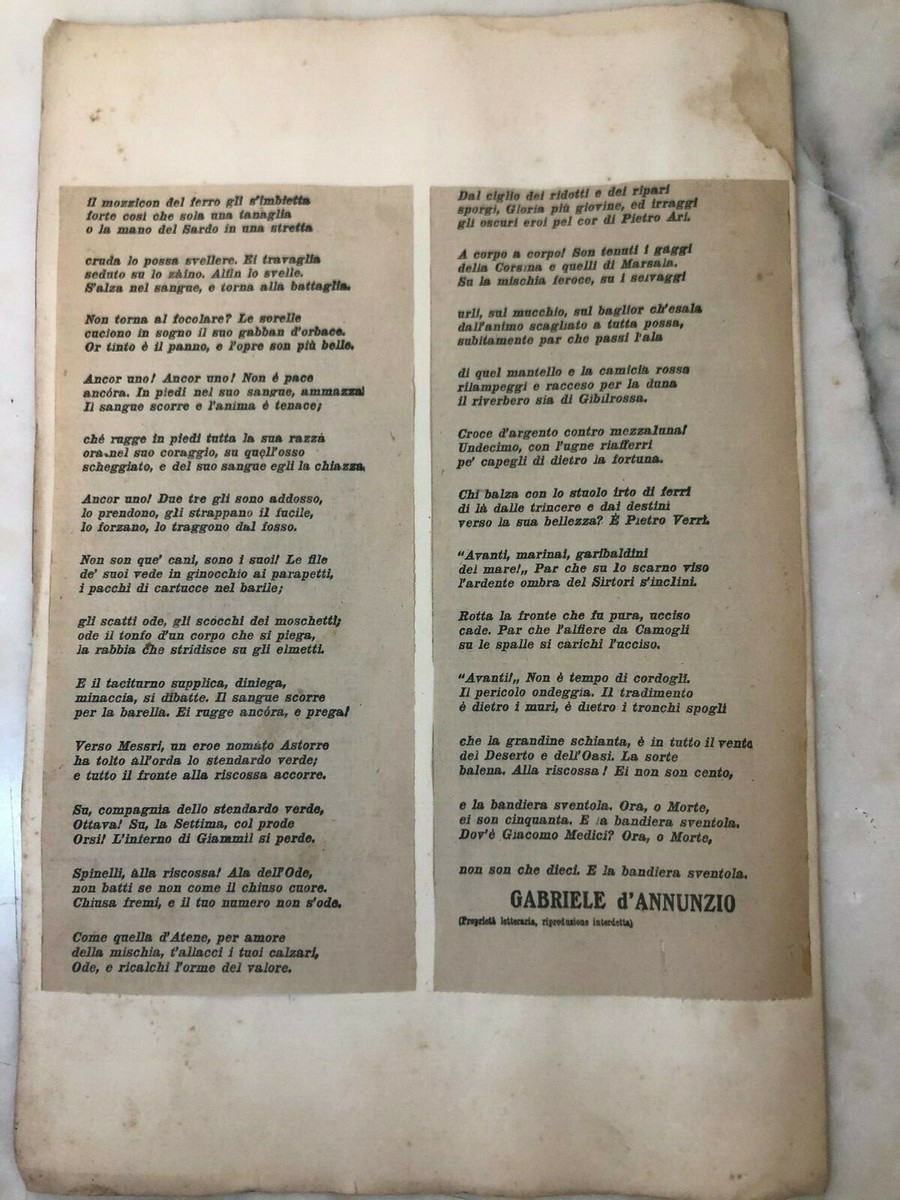 il mozzicon del ferro gli s'imbietta
forte così che sola una tanaglia
o la mano del Sardo in una stretta
cruda lo possa svellere. Ei travaglia
seduto su lo zàino. Alfin lo svelle.
S'alza nel sangue, e torna alla battaglia.
Non torna al focolare? Le sorelle
cuciono in sogno il suo gabban d'orbace.
Or tinto è il panno, e l'opre son più belle.
Ancor uno! Ancor uno! Non è pace
ancóra. In piedi nel suo sangue, ammazza!
Il sangue scorre e l'anima è tenace;
ché rugge in piedi tutta la sua razza
ora nel suo coraggio, su quell'osso
scheggiato, e del suo sangue egli la chiazza.
Ancor uno! Due tre gli sono addosso,
lo prendono, gli strappano il fucile,
lo forzano, lo traggono dal fosso.
Non son que' cani, sono i suoi! Le file
de' suoi vede in ginocchio ai parapetti,
i pacchi di cartucce nel barile;
gli scatti ode, gli scocchi dei moschetti;
ode il tonfo d'un corpo che si piega,
la rabbia che stridisce su gli elmetti.
E il taciturno supplica, diniega,
minaccia, si dibatte. Il sangue scorre
per la barella. Ei rugge ancóra, e prega!
Verso Messri, un eroe nomato Astorre
ha tolto all'orda lo stendardo verde;
e tutto il fronte alla riscossa accorre.
Su, compagnia dello stendardo verde,
Ottava! Su, la Settima, col prode
Orsi! L'inferno di Giammil si perde.
Spinelli, alla riscossa! Ala dell'Ode,
non batti se non come il chiuso cuore.
Chiusa fremi, e il tuo numero non s'ode.
Come quella d'Atene, per amore
della mischia, t'allacci i tuoi calzari,
Ode, e ricalchi l'orme del valore.
Dal ciglio dei ridotti e dei ripari
sporgi, Gloria più giovine, ed irraggi
gli oscuri eroi pel cor di Pietro Ari.
A corpo a corpo! Son tenuti i gaggi
della Corsina e quelli di Marsala.
Su la mischia feroce, su i selvaggi
urli, sul mucchio, sul baglior ch'esala
dall'animo scagliato a tutta possa,
subitamente par che passi l'ala
di quel mantello e la camicia rossa
rilampeggi e racceso per la duna
il riverbero sia di Gibilrossa.
Croce d'argento contro mezzaluna!
Undecimo, con l'ugne riafferri
pe' capegli di dietro la fortuna.
Chi balza con lo stuolo irto di ferri
di là dalle trincere e dai destini
verso la sua bellezza? È Pietro Verri.
"Avanti, marinai, garibaldini
del mare!„ Par che su lo scarno viso
l'ardente ombra del Sirtori s'inclini.
Rotta la fronte che fu pura, ucciso
cade. Par che l'alfiere da Camogli
su le spalle si carichi l'ucciso.
"Avanti!„ Non è tempo di cordogli.
Il pericolo ondeggia. Il tradimento
è dietro i muri, è dietro i tronchi spogli
che la grandine schianta, è in tutto il vento
del Deserto e dell'Oasi. La sorte
balena. Alla riscossa! Ei non son cento,
e la bandiera sventola. Ora, o Morte,
ei son cinquanta. E la bandiera sventola.
Dov'è Giacomo Medici? Ora, o Morte,
non son che dieci. E la bandiera sventola.
GABRIELE d'ANNUNZIO
(Proprietà letteraria, riproduzione interdetta)